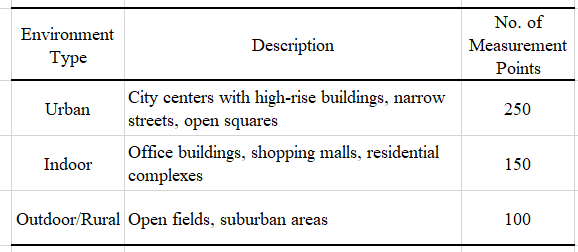 Environment Type Description No. of Measurement Points
Urban City centers with high-rise buildings, narrow streets, open squares 250
Indoor Office buildings, shopping malls, residential complexes 150
Outdoor/Rural Open fields, suburban areas 100